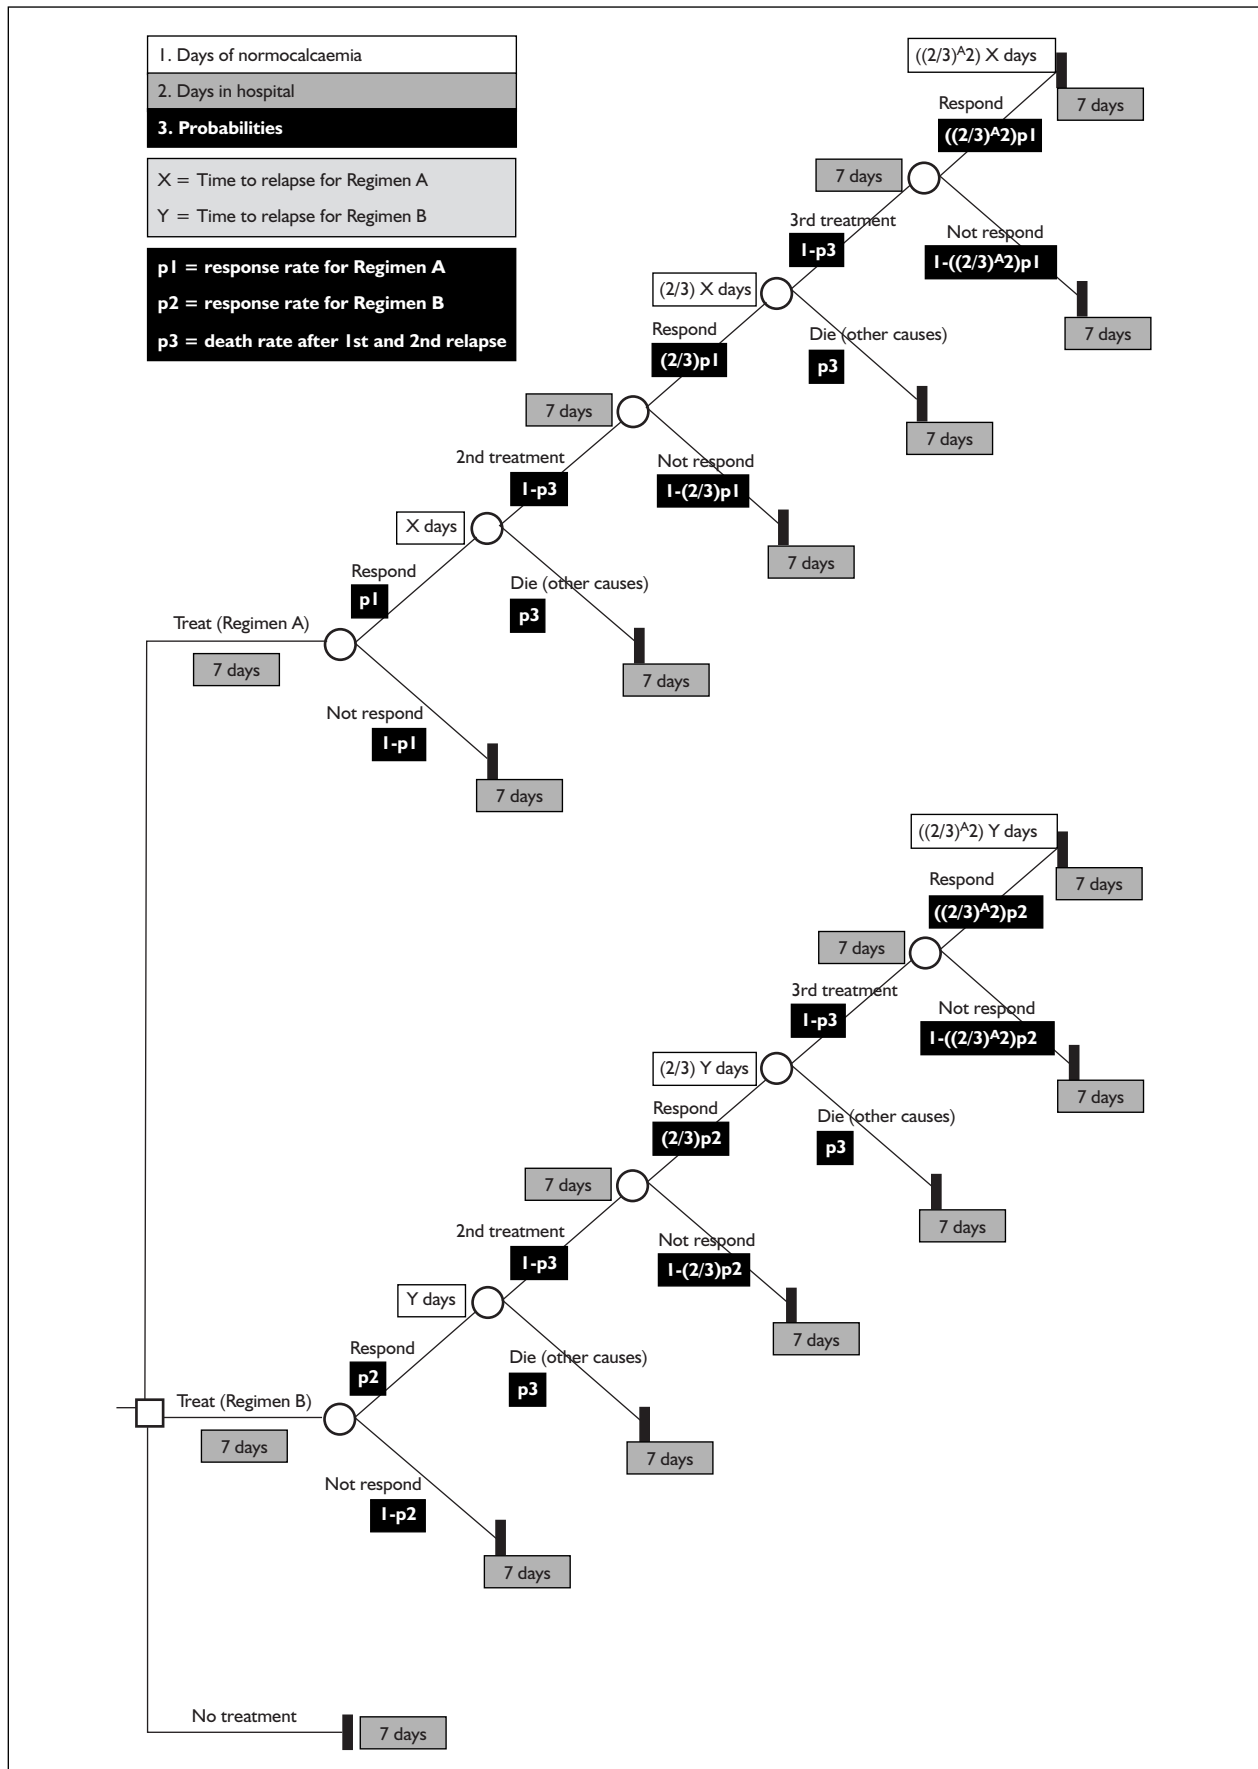 1. Days of normocalcaemia
2. Days in hospital
3. Probabilities
X = Time to relapse for Regimen A
Y = Time to relapse for Regimen B
p1 = response rate for Regimen A
p2 = response rate for Regimen B
p3 = death rate after 1st and 2nd relapse
((2/3)^A2) X days
7 days
Respond
((2/3)^A2)p1
7 days
3rd treatment
1-p3
Not respond
1-((2/3)^A2)p1
7 days
(2/3) X days
Respond
(2/3)p1
Die (other causes)
p3
7 days
7 days
2nd treatment
1-p3
Not respond
1-(2/3)p1
7 days
X days
Respond
p1
Die (other causes)
p3
7 days
Treat (Regimen A)
7 days
Not respond
1-p1
7 days
((2/3)^A2) Y days
7 days
Respond
((2/3)^A2)p2
7 days
3rd treatment
1-p3
Not respond
1-((2/3)^A2)p2
7 days
(2/3) Y days
Respond
(2/3)p2
Die (other causes)
p3
7 days
7 days
2nd treatment
1-p3
Not respond
1-(2/3)p2
7 days
Y days
Respond
p2
Die (other causes)
p3
7 days
Treat (Regimen B)
7 days
Not respond
1-p2
7 days
No treatment
7 days